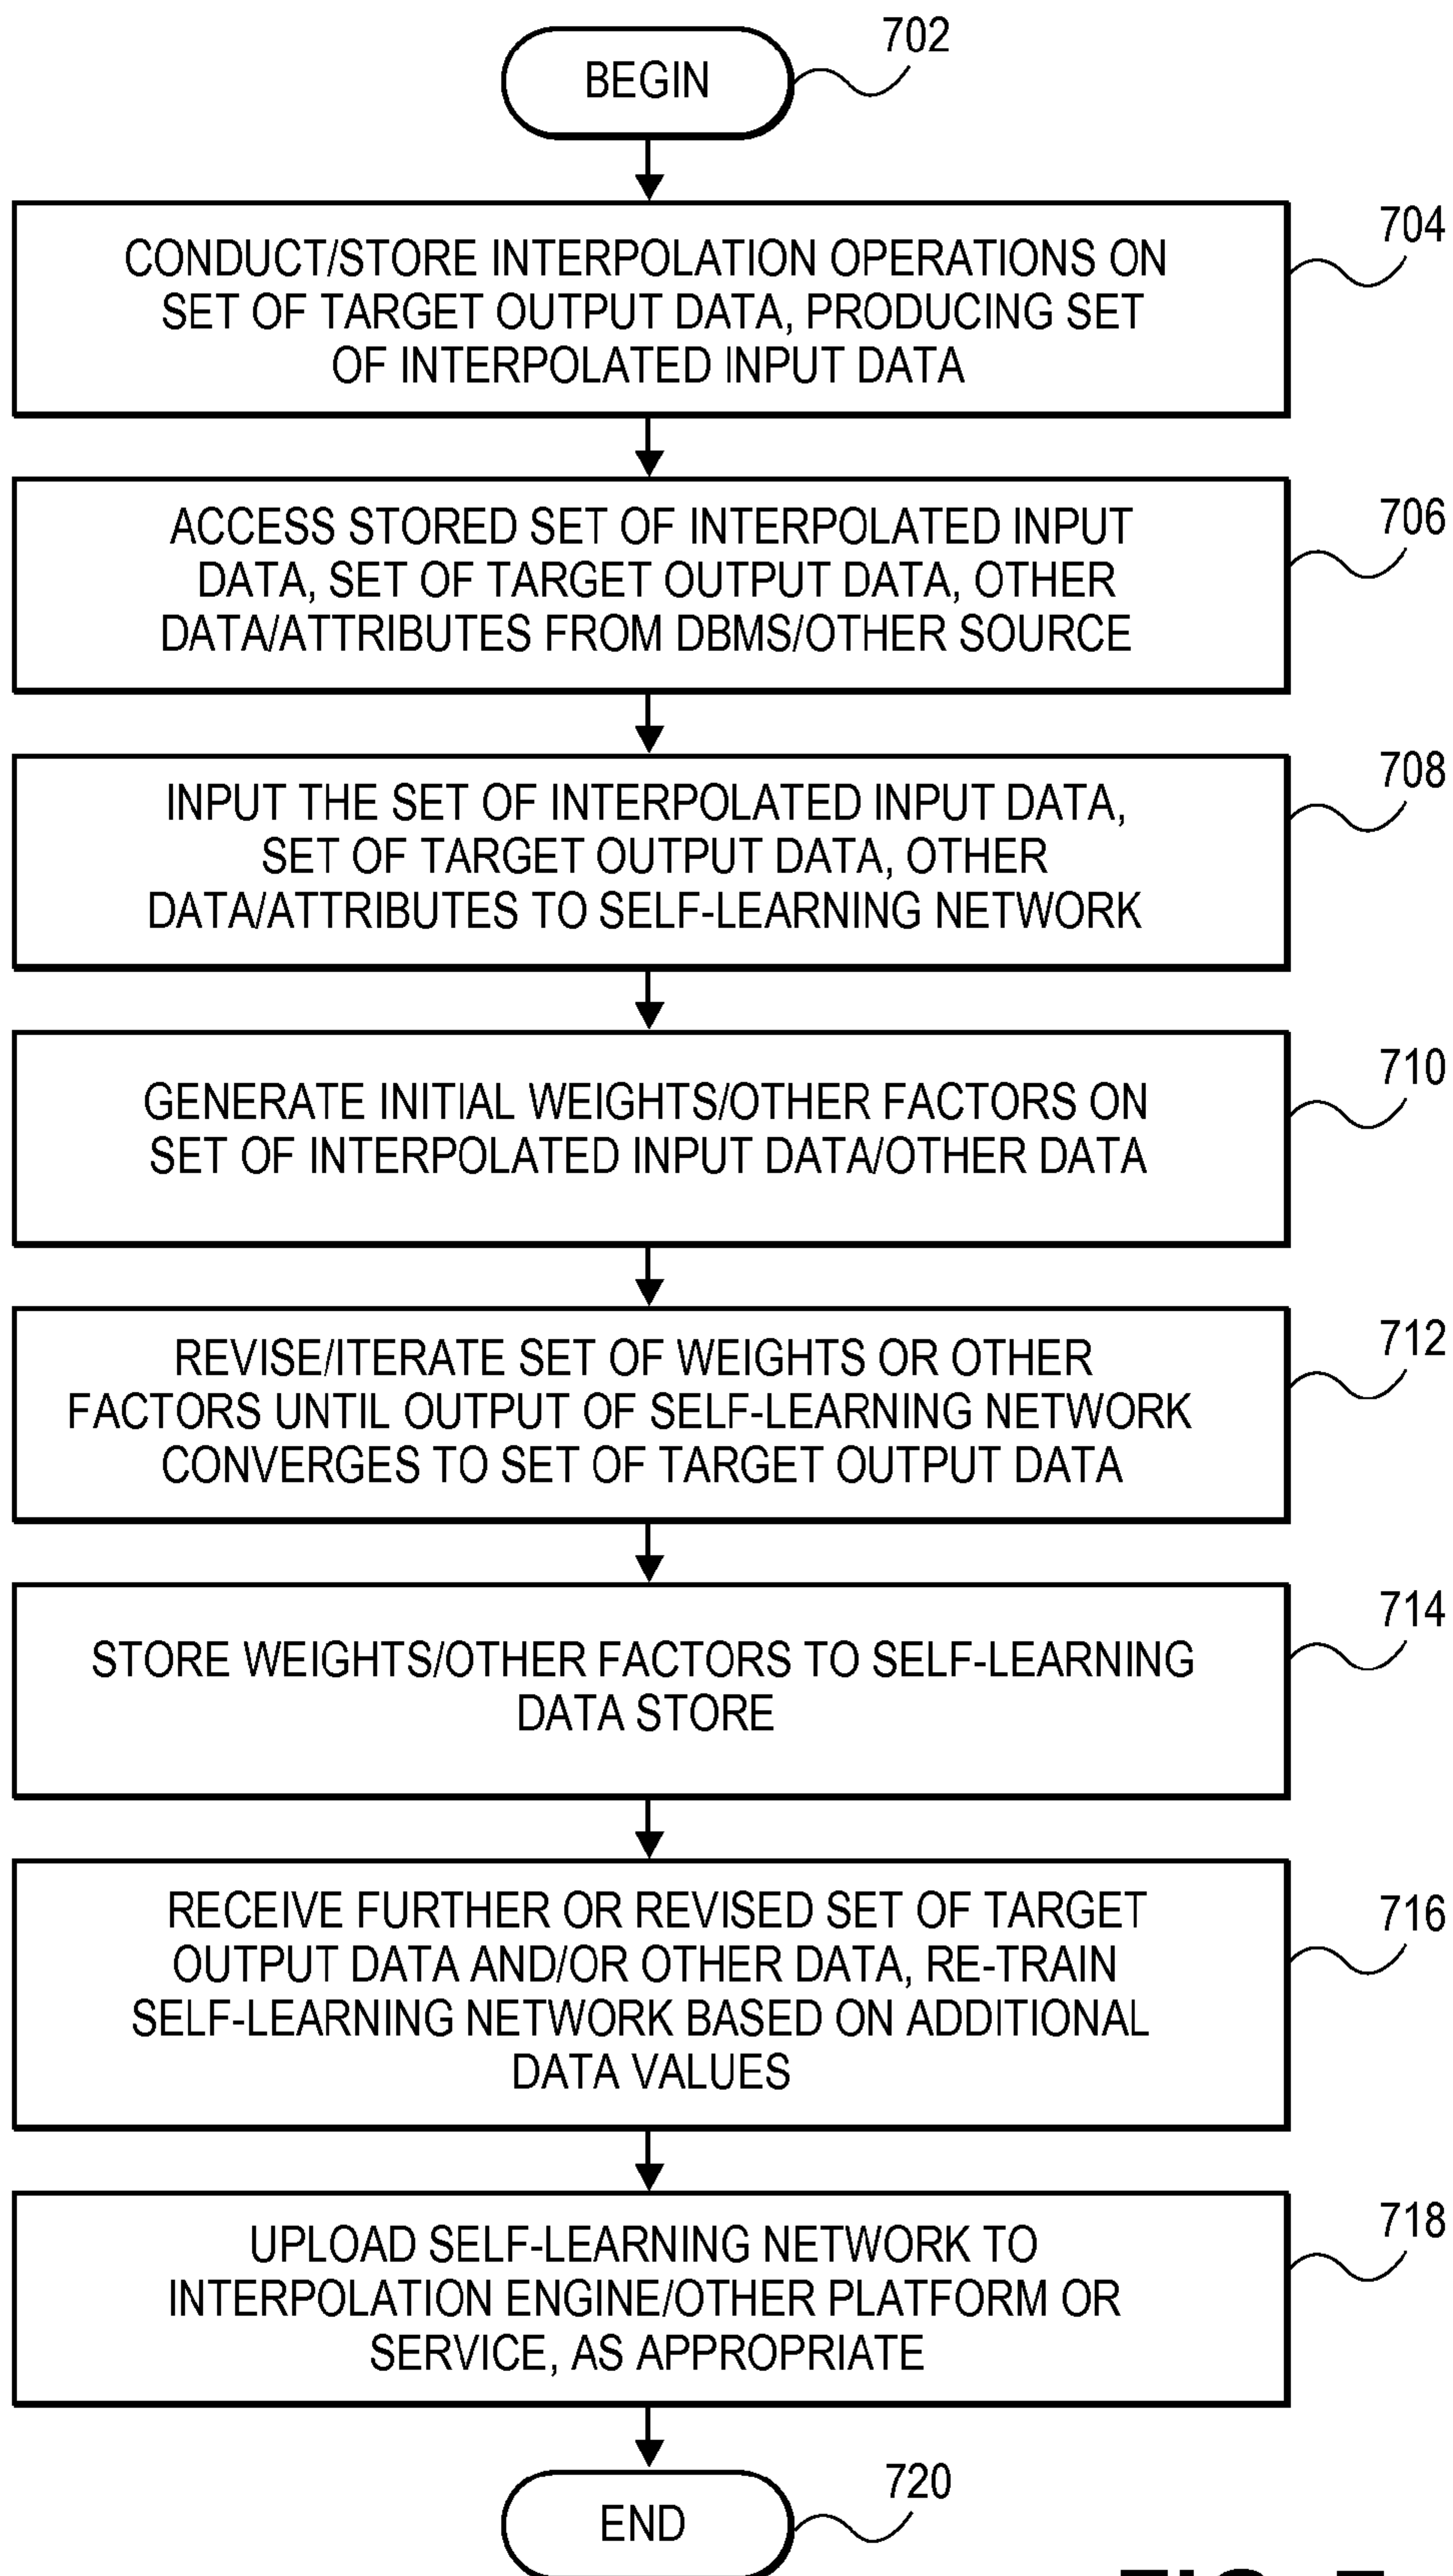 702
BEGIN
704
CONDUCT/STORE INTERPOLATION OPERATIONS ON
SET OF TARGET OUTPUT DATA, PRODUCING SET
OF INTERPOLATED INPUT DATA
706
ACCESS STORED SET OF INTERPOLATED INPUT
DATA, SET OF TARGET OUTPUT DATA, OTHER
DATA/ATTRIBUTES FROM DBMS/OTHER SOURCE
708
INPUT THE SET OF INTERPOLATED INPUT DATA,
SET OF TARGET OUTPUT DATA, OTHER
DATA/ATTRIBUTES TO SELF-LEARNING NETWORK
710
GENERATE INITIAL WEIGHTS/OTHER FACTORS ON
SET OF INTERPOLATED INPUT DATA/OTHER DATA
712
REVISE/ITERATE SET OF WEIGHTS OR OTHER
FACTORS UNTIL OUTPUT OF SELF-LEARNING NETWORK
CONVERGES TO SET OF TARGET OUTPUT DATA
714
STORE WEIGHTS/OTHER FACTORS TO SELF-LEARNING
DATA STORE
716
RECEIVE FURTHER OR REVISED SET OF TARGET
OUTPUT DATA AND/OR OTHER DATA, RE-TRAIN
SELF-LEARNING NETWORK BASED ON ADDITIONAL
DATA VALUES
718
UPLOAD SELF-LEARNING NETWORK TO
INTERPOLATION ENGINE/OTHER PLATFORM OR
SERVICE, AS APPROPRIATE
720
END